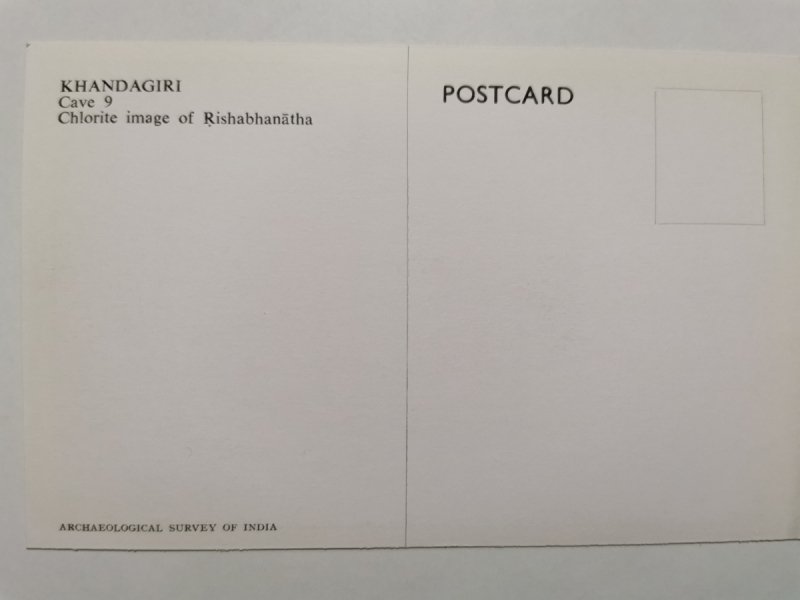 KHANDAGIRI
Cave 9
Chlorite image of Ṛishabhanātha
ARCHAEOLOGICAL SURVEY OF INDIA
POSTCARD